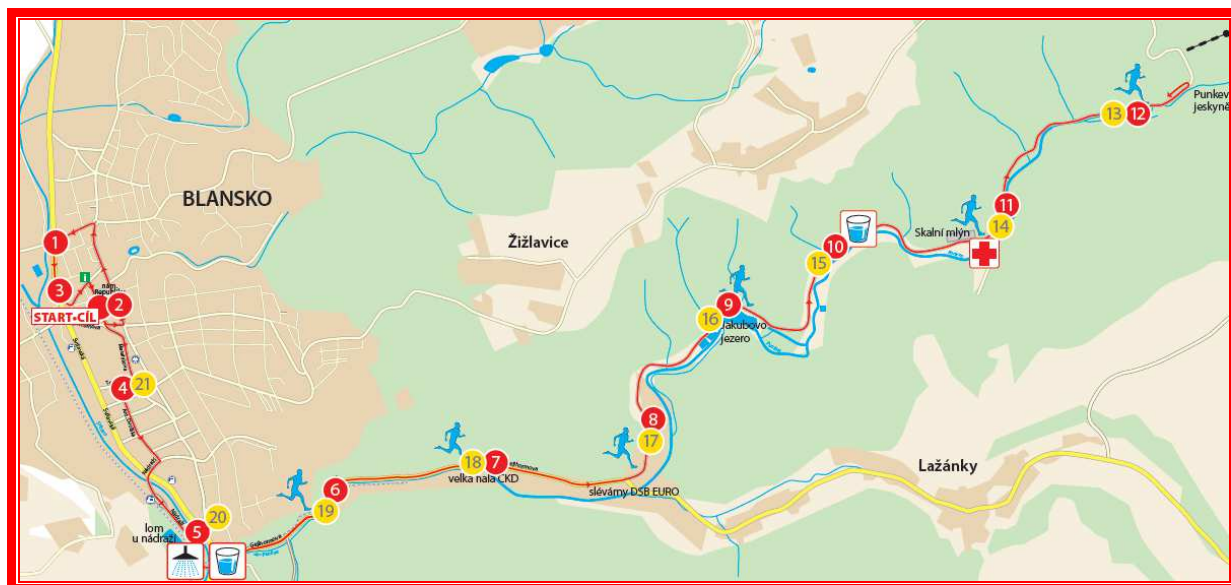 Punkevní
jeskyně
13
12
BLANSKO
11
Skalní mlýn
14
1
Žižlavice
10
15
3
2
9
16
START•CÍL
Jakubovo
jezero
4
21
8
17
Lažánky
18
7
velka hala CKD
slévárny DSB EURO
6
19
20
5
lom
u nádraží